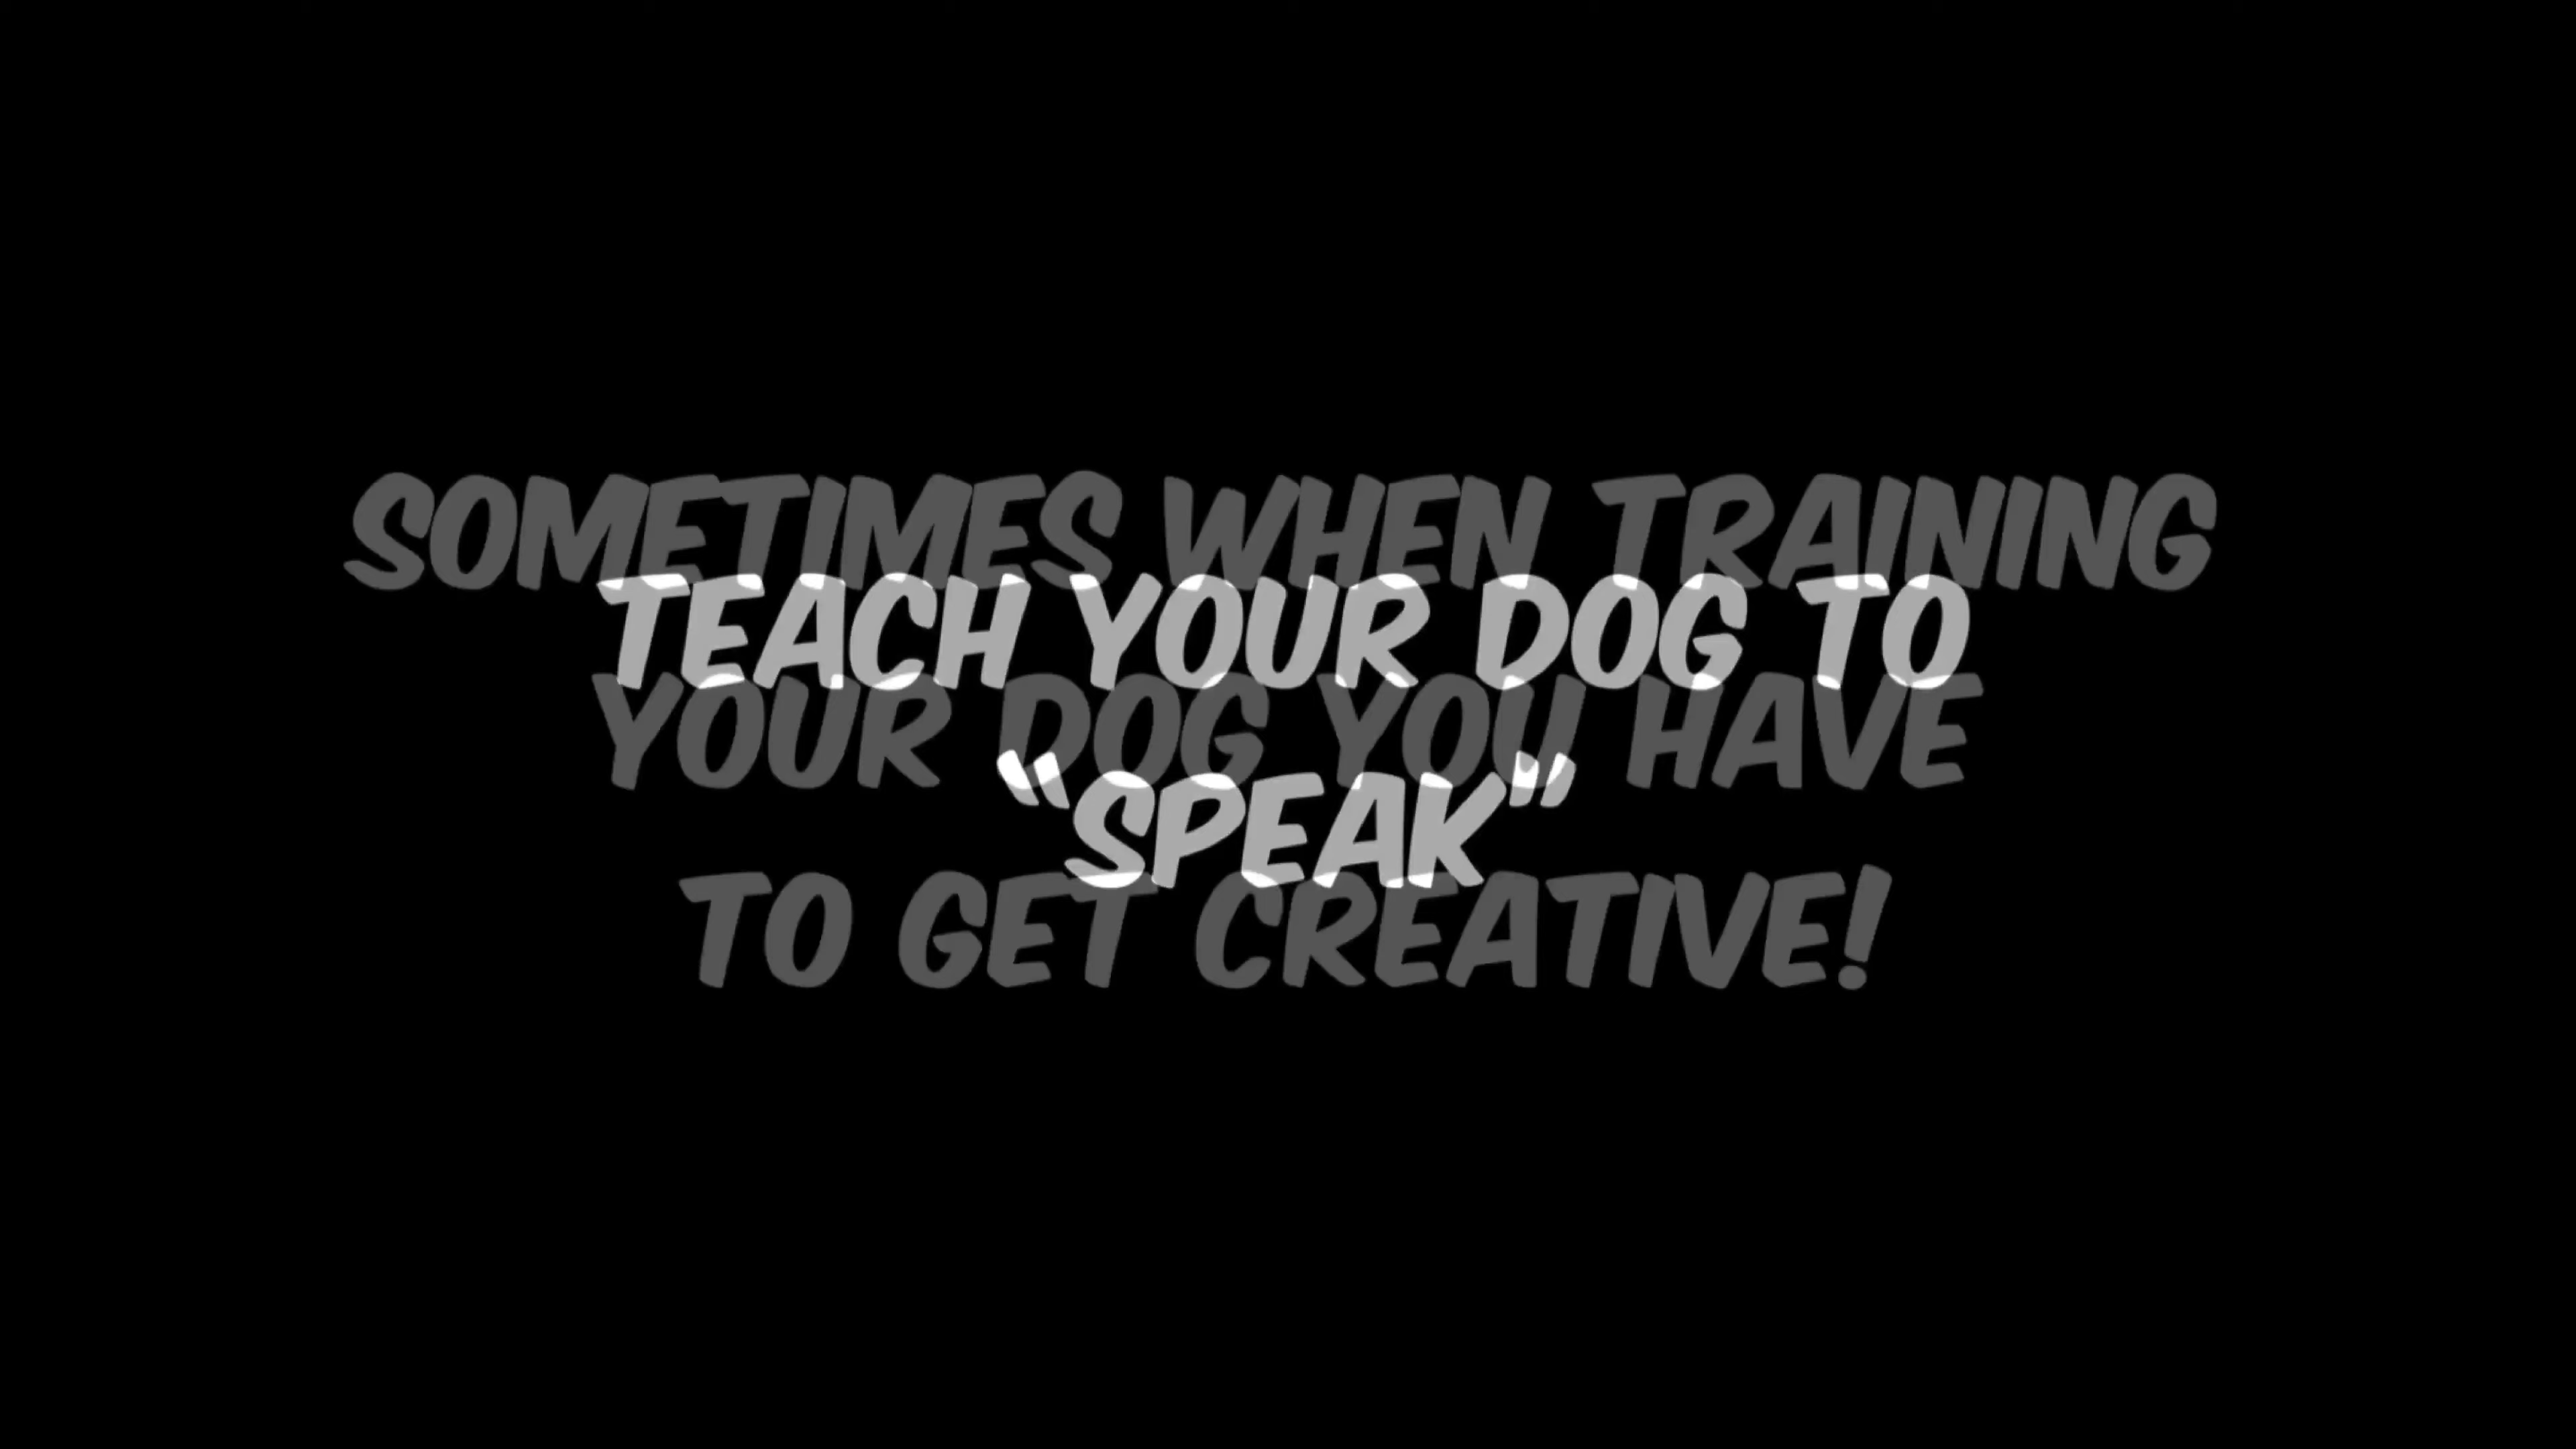 SOMETIMES WHEN TRAINING
TEACH YOUR DOG TO
YOUR DOG YOU HAVE
“SPEAK”
TO GET CREATIVE!